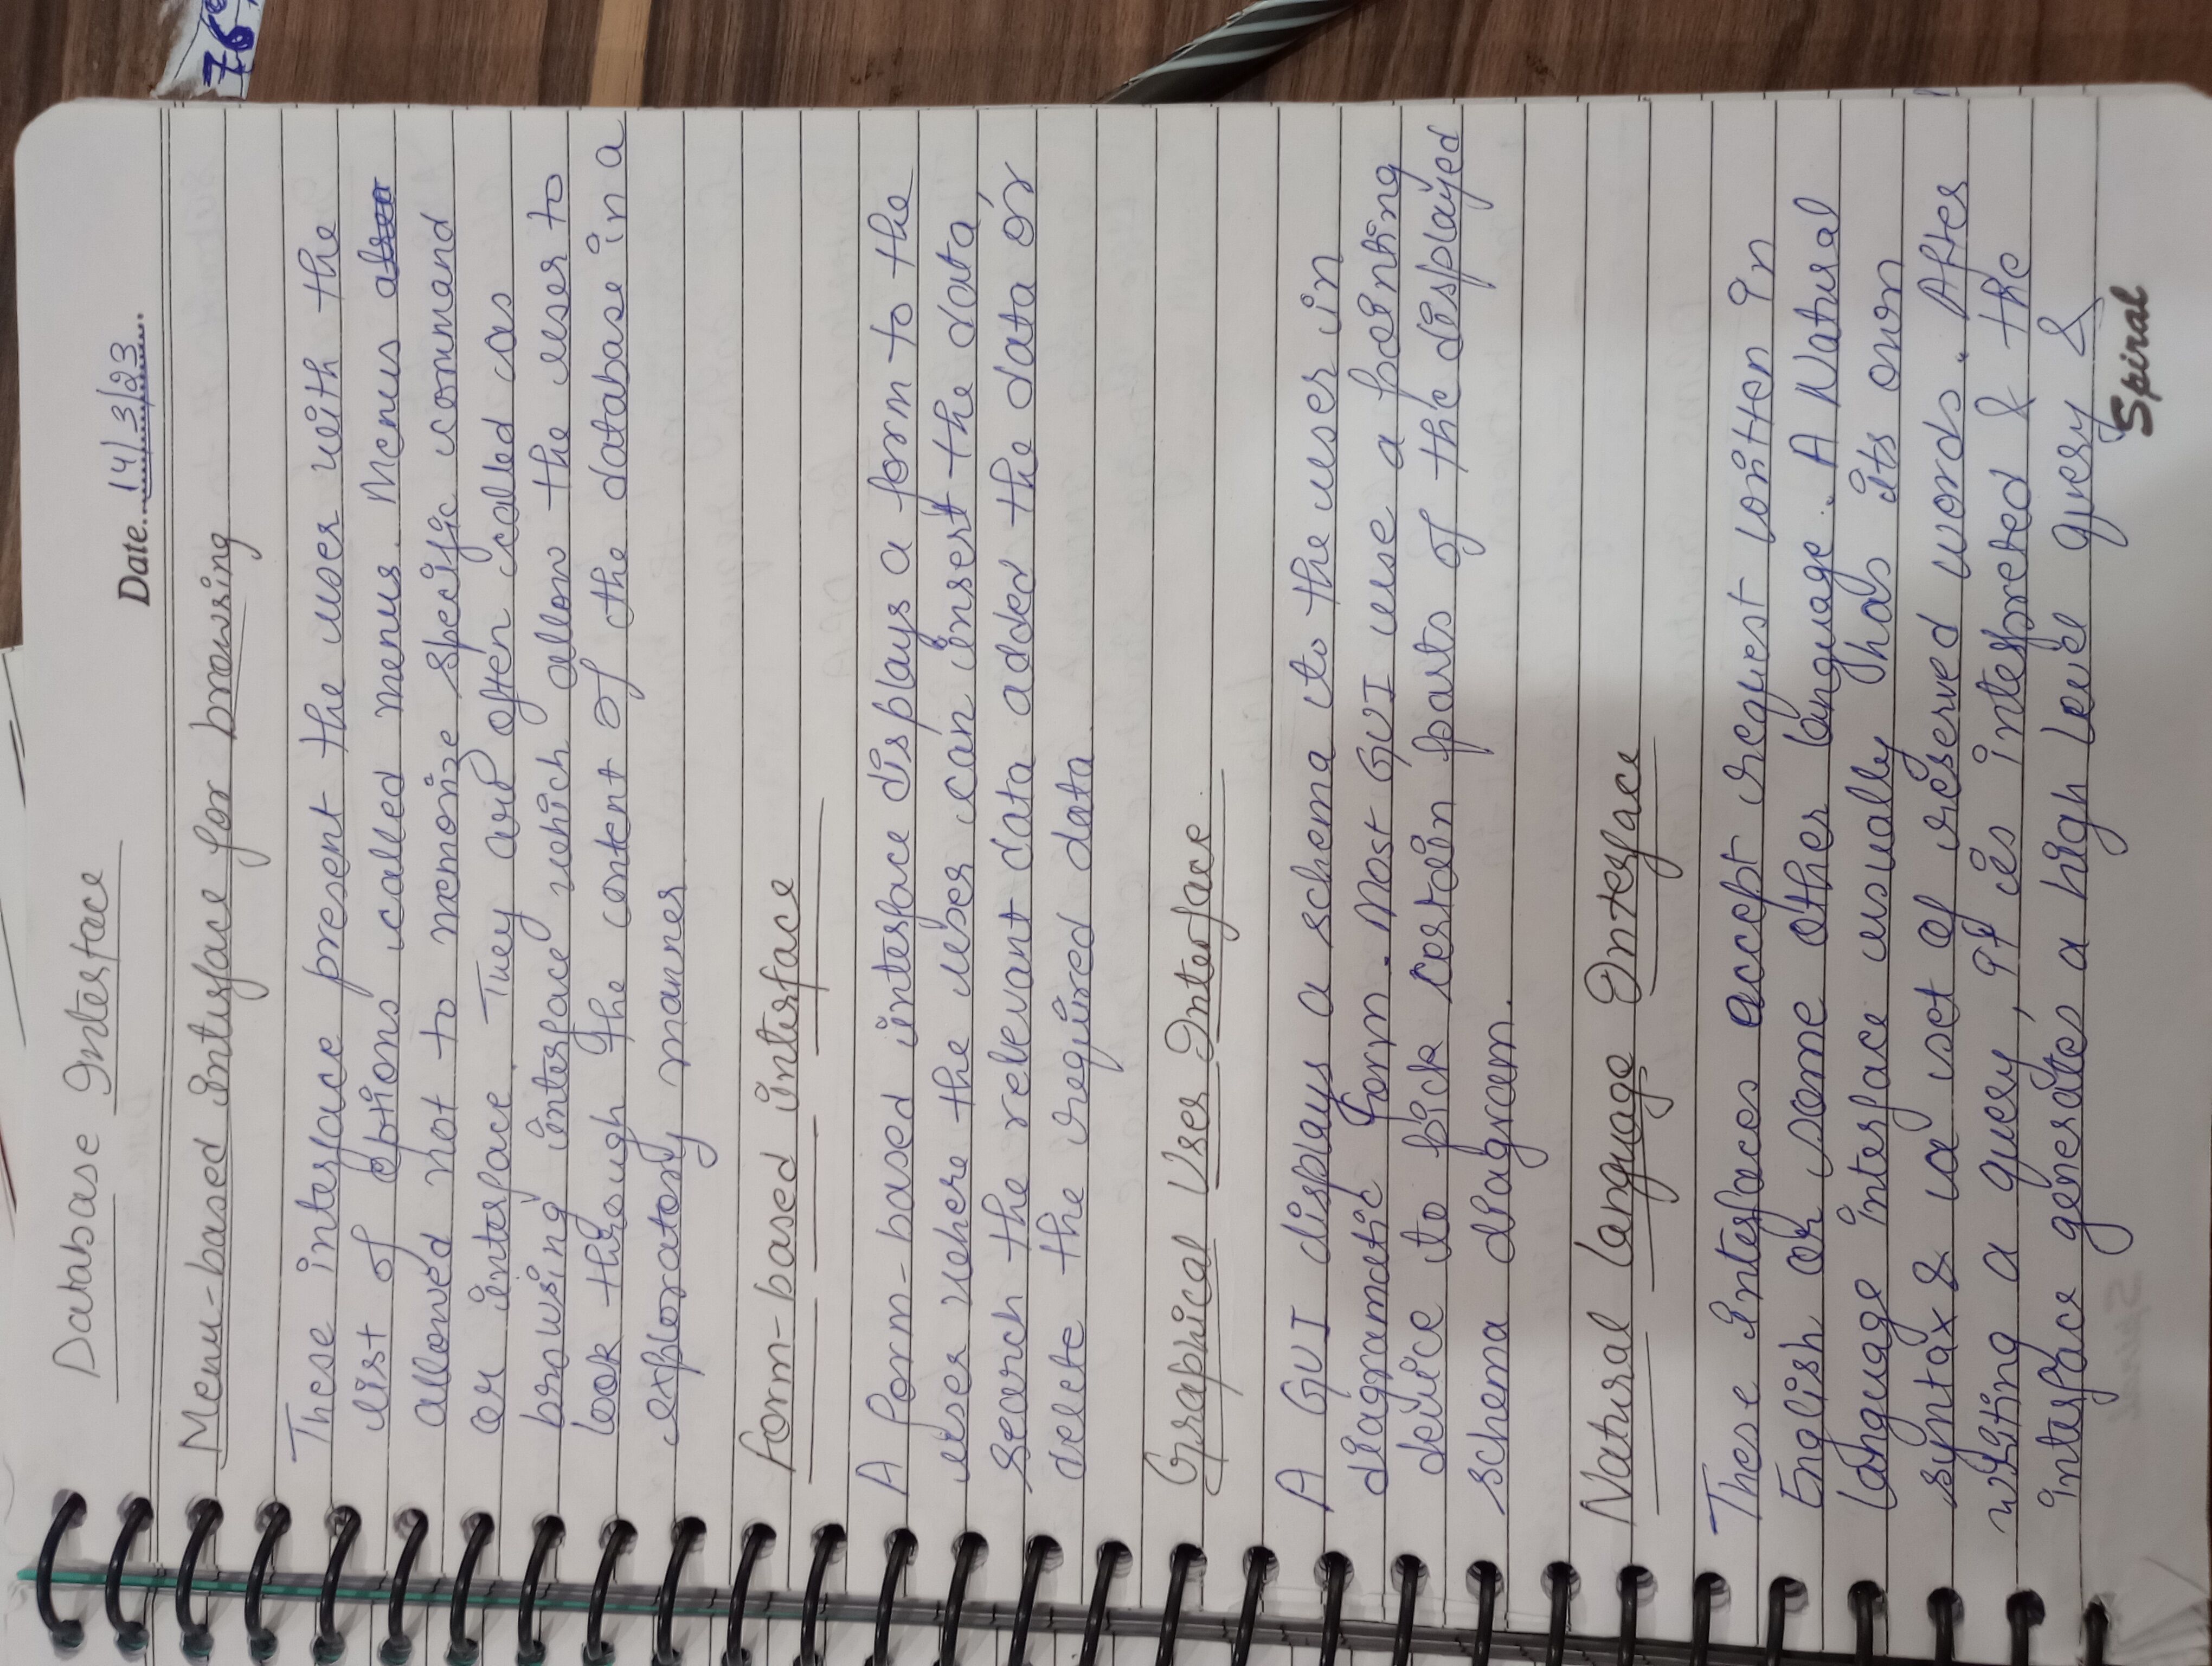 Database Interface
Date 14/3/23
Menu-based interface for browsing
76
These interface present the user with the
list of options called menus. Menus
allowed not to memorize specific command
or interface. They are often called as
browsing interface which allow the user to
look through the content of the database in a
exploratory manner
form-based interface
A form-based interface displays a form to the
user where the user can insert the data,
search the relevant data added the data or
delete the required data.
Graphical User Interface.
A GUI displays a schema to the user in
diagramatic form. Most GUI use a pointing
device to pick certain parts of the displayed
schema diagram.
Natural language Interface
These Interfaces accept request written in
English or some other language. A Natural
language interface usually has its own
syntax & a set of reserved words. After
writing a query, it is interpreted & the
interface generates a high level query &
Spiral